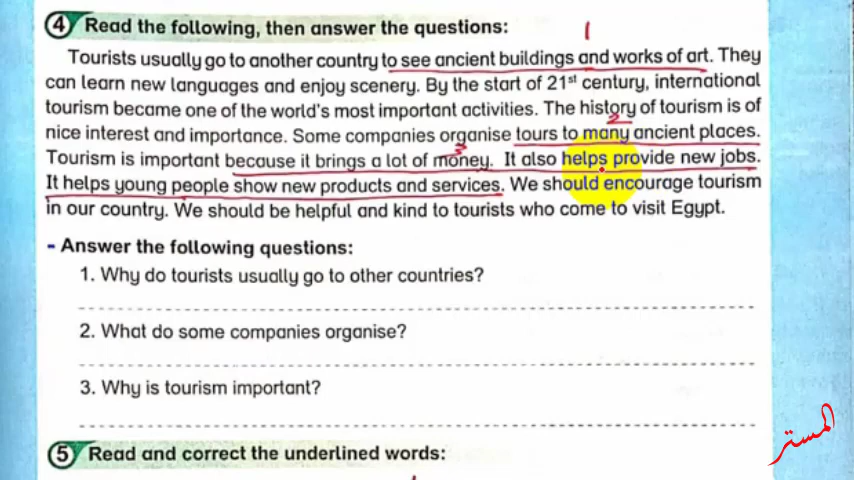 4 Read the following, then answer the questions:
1
Tourists usually go to another country to see ancient buildings and works of art. They
can learn new languages and enjoy scenery. By the start of 21st century, international
tourism became one of the world's most important activities. The history of tourism is of
2
nice interest and importance. Some companies organise tours to many ancient places.
3
Tourism is important because it brings a lot of money. It also helps provide new jobs.
It helps young people show new products and services. We should encourage tourism
in our country. We should be helpful and kind to tourists who come to visit Egypt.
- Answer the following questions:
1. Why do tourists usually go to other countries?
2. What do some companies organise?
3. Why is tourism important?
5 Read and correct the underlined words:
المستر